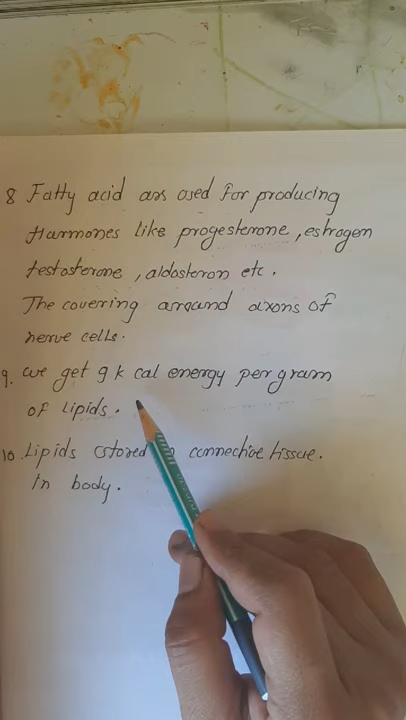 8 Fatty acid are used for producing
Harmones like progesterone, estrogen
testosterone, aldosteron etc.
The covering arround axons of
nerve cells.
9. we get 9 k cal energy per gram
of Lipids.
10. Lipids stored connective tissue.
In body.